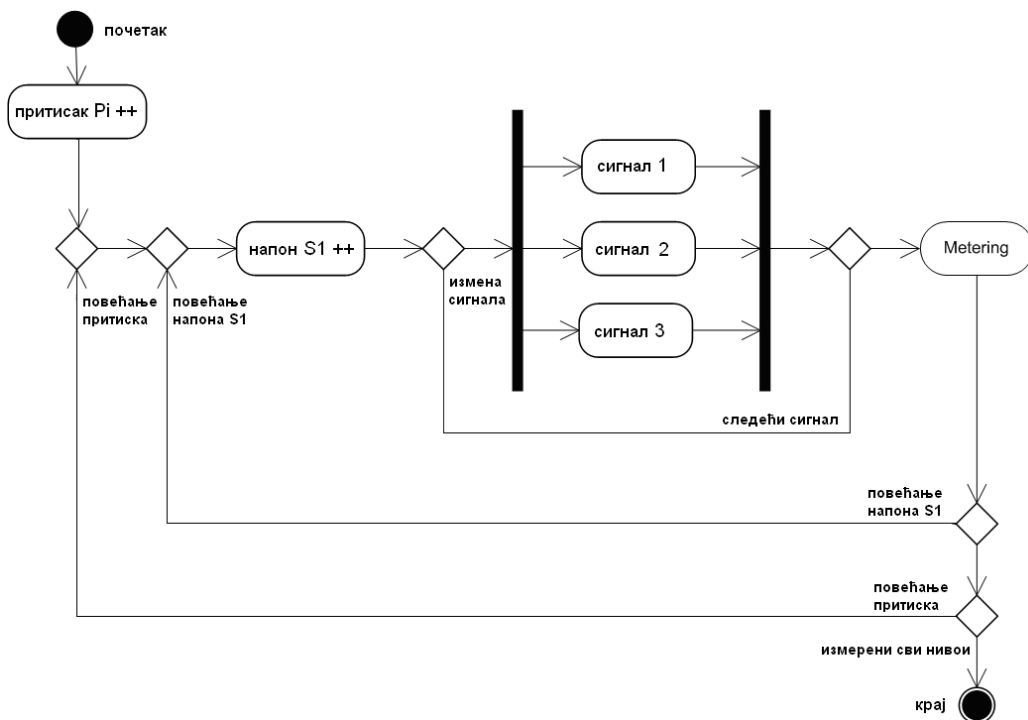 почетак
притисак Pi ++
сигнал 1
напон S1 ++
сигнал 2
Metering
повећање
притиска
повећање
напона S1
измена
сигнала
сигнал 3
следећи сигнал
повећање
напона S1
повећање
притиска
измерени сви нивои
крај